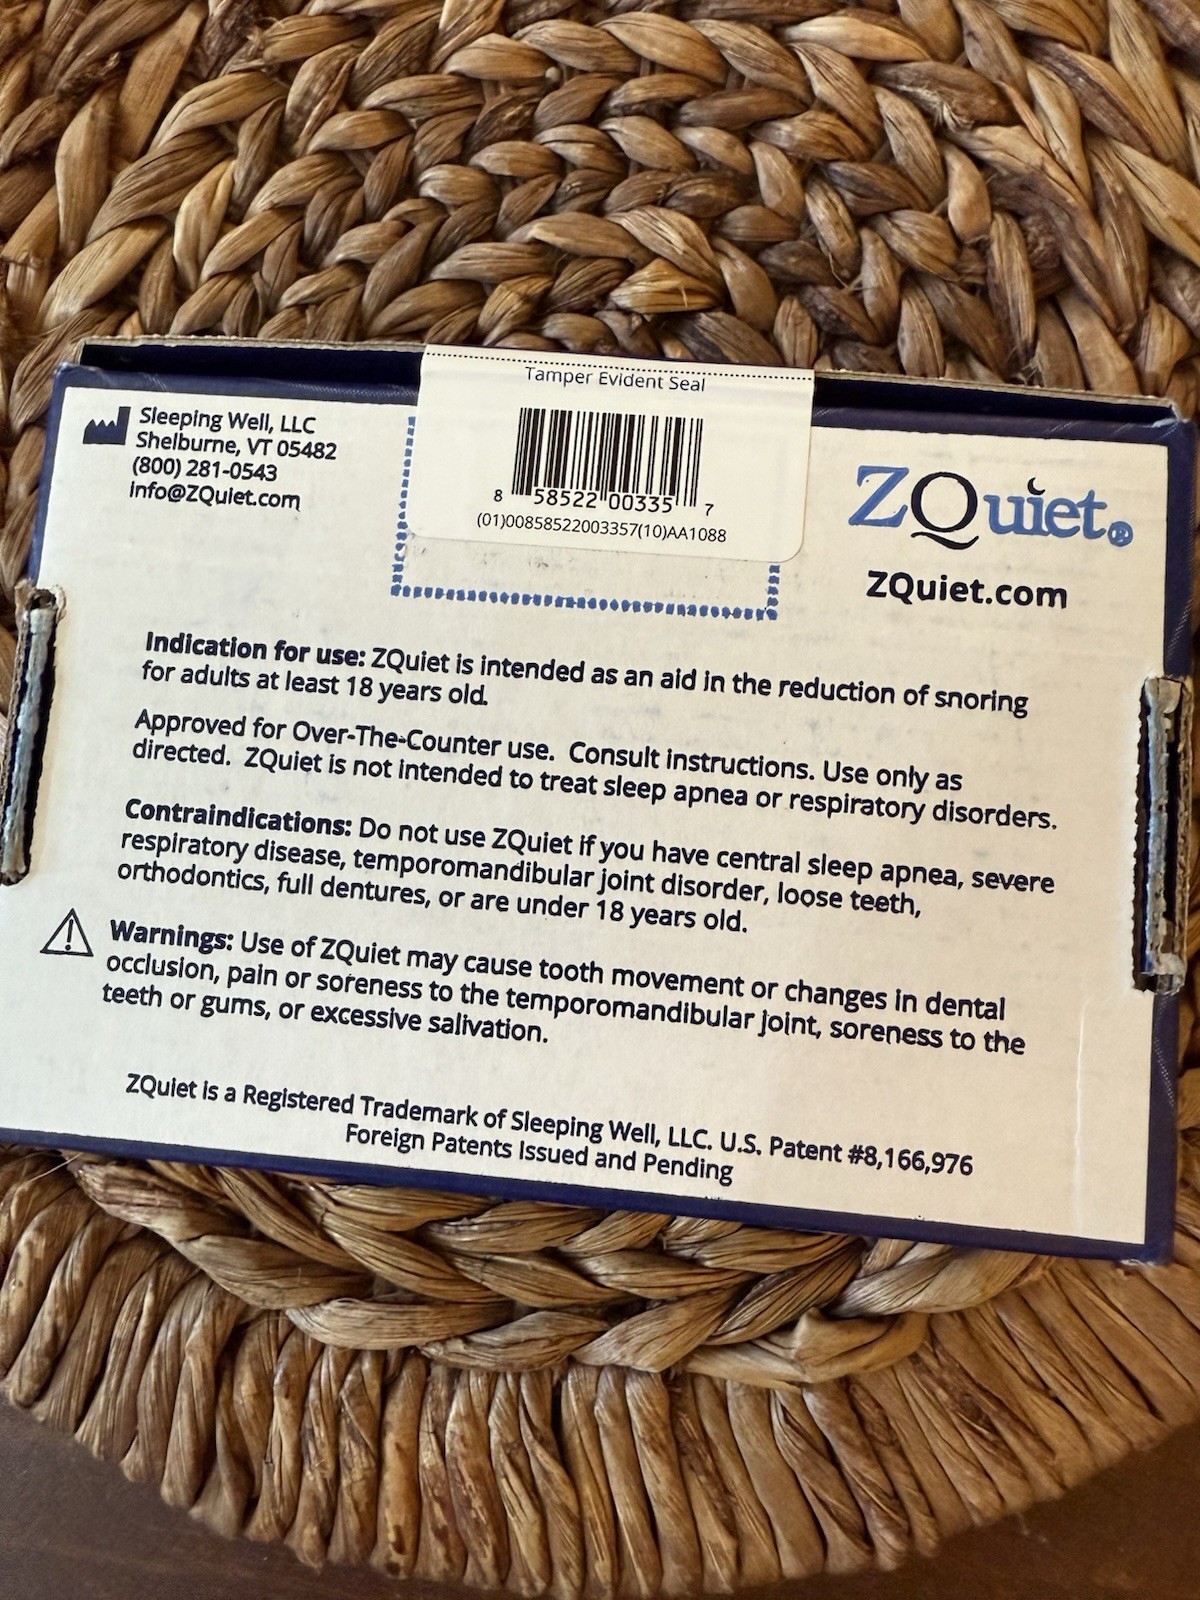 Tamper Evident Seal
8 58522 00335 7
(01)00858522003357(10)AA1088
Sleeping Well, LLC
Shelburne, VT 05482
(800) 281-0543
info@ZQuiet.com
ZQuiet®
ZQuiet.com
Indication for use: ZQuiet is intended as an aid in the reduction of snoring
for adults at least 18 years old.
Approved for Over-The-Counter use. Consult instructions. Use only as
directed. ZQuiet is not intended to treat sleep apnea or respiratory disorders.
Contraindications: Do not use ZQuiet if you have central sleep apnea, severe
respiratory disease, temporomandibular joint disorder, loose teeth,
orthodontics, full dentures, or are under 18 years old.
Warnings: Use of ZQuiet may cause tooth movement or changes in dental
occlusion, pain or soreness to the temporomandibular joint, soreness to the
teeth or gums, or excessive salivation.
ZQuiet is a Registered Trademark of Sleeping Well, LLC. U.S. Patent #8,166,976
Foreign Patents Issued and Pending